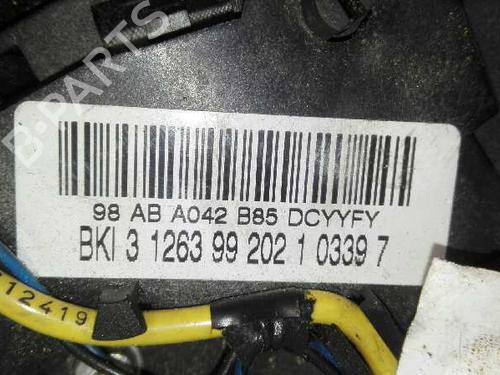 B-PARTS
98 AB A042 B85 DCYYFY
BKI 3 1263 99 202 1 0339 7
12419